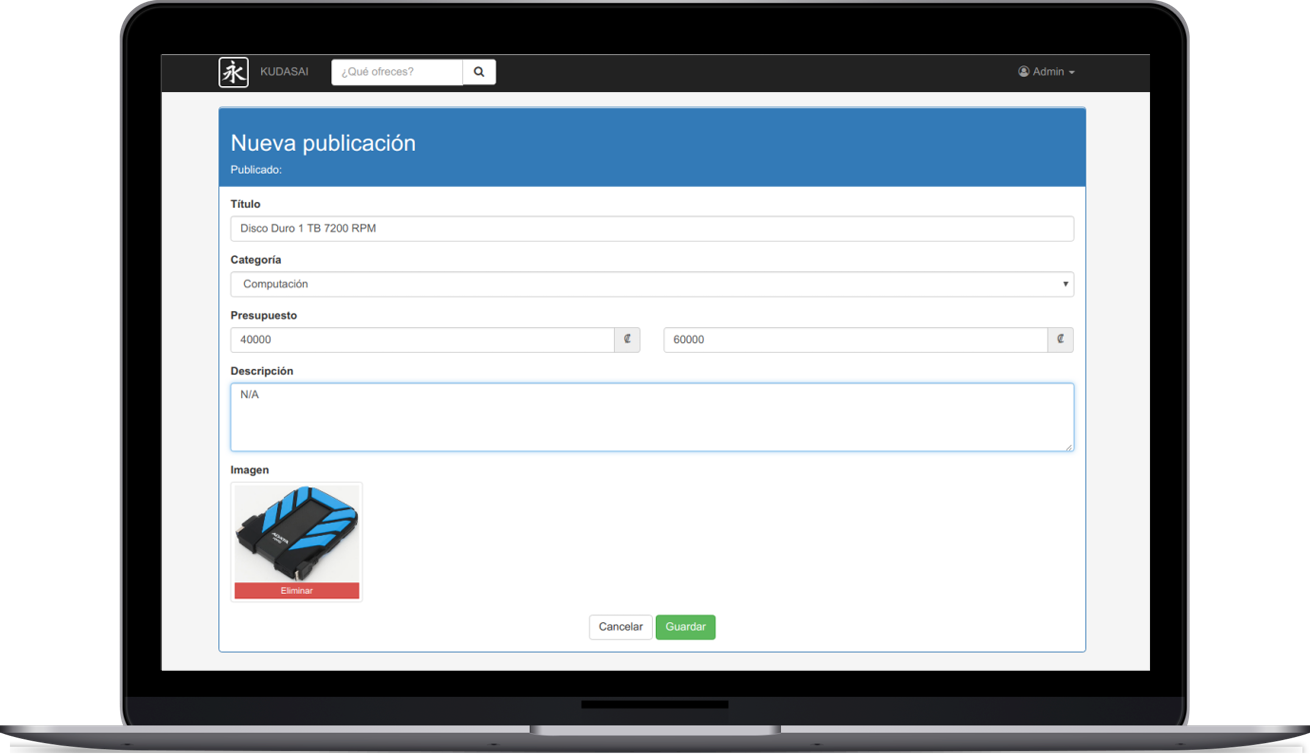 永 KUDASAI ¿Qué ofreces? Admin
Nueva publicación
Publicado:
Título
Disco Duro 1 TB 7200 RPM
Categoría
Computación
Presupuesto
40000 ₡ 60000 ₡
Descripción
N/A
Imagen
ADATA
Eliminar
Cancelar Guardar